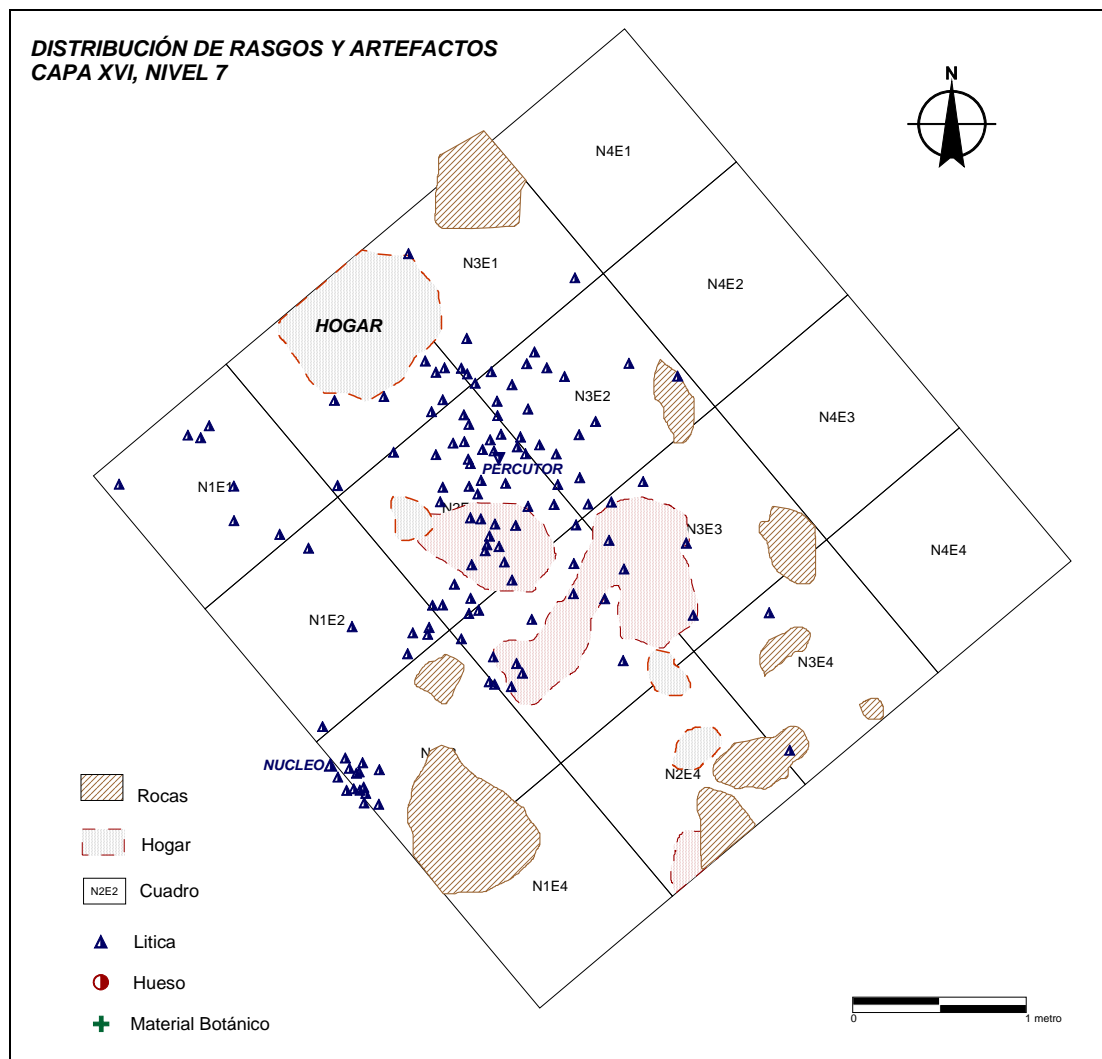 DISTRIBUCIÓN DE RASGOS Y ARTEFACTOS
CAPA XVI, NIVEL 7
N
N4E1
N3E1
N4E2
HOGAR
N3E2
N4E3
PERCUTOR
N1E1
N3E3
N4E4
N1E2
N3E4
NUCLEO
N2E4
N1E4
Rocas
Hogar
N2E2 Cuadro
Litica
Hueso
Material Botánico
0 1 metro